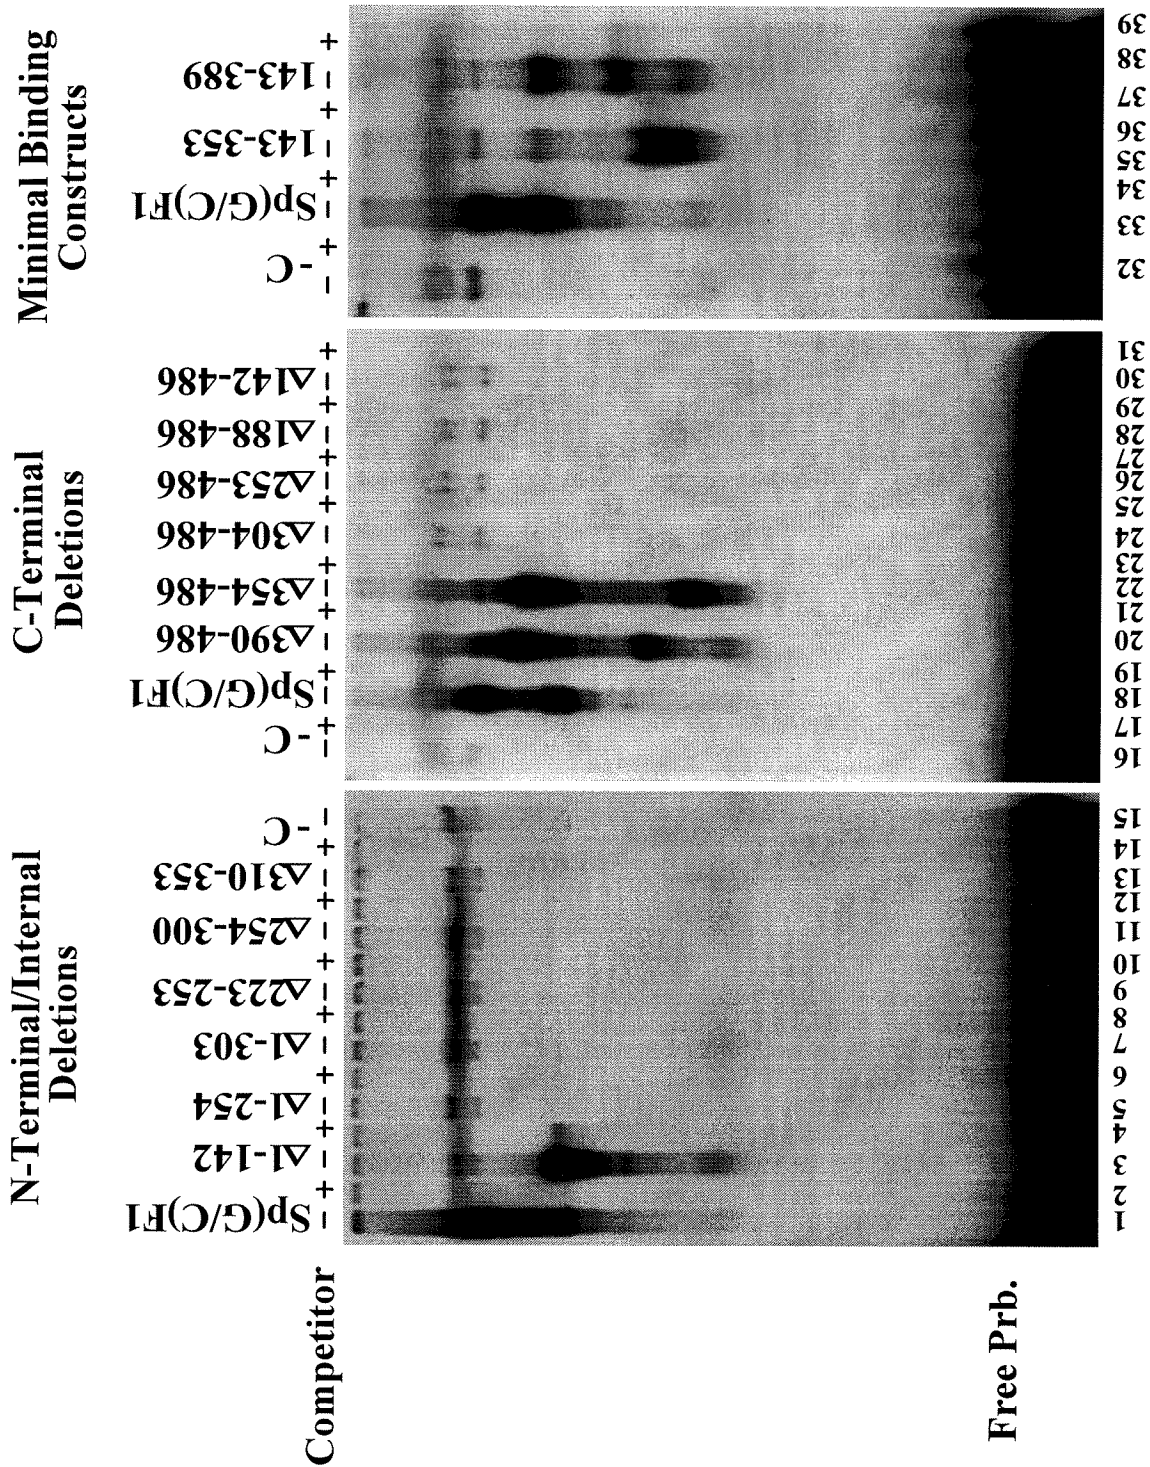 N-Terminal/Internal
Deletions
C-Terminal
Deletions
Minimal Binding
Constructs
Sp(G/C)F1
Δ1-142
Δ1-254
Δ1-303
Δ223-253
Δ254-300
Δ310-353
-C
-C
Sp(G/C)F1
Δ390-486
Δ354-486
Δ304-486
Δ253-486
Δ188-486
Δ142-486
-C
Sp(G/C)F1
143-353
143-389
Competitor
- + - + - + - + - + - + - + -
- + - + - + - + - + - + - + - +
- + - + - + - +
Free Prb.
1 2 3 4 5 6 7 8 9 10 11 12 13 14 15
16 17 18 19 20 21 22 23 24 25 26 27 28 29 30 31
32 33 34 35 36 37 38 39